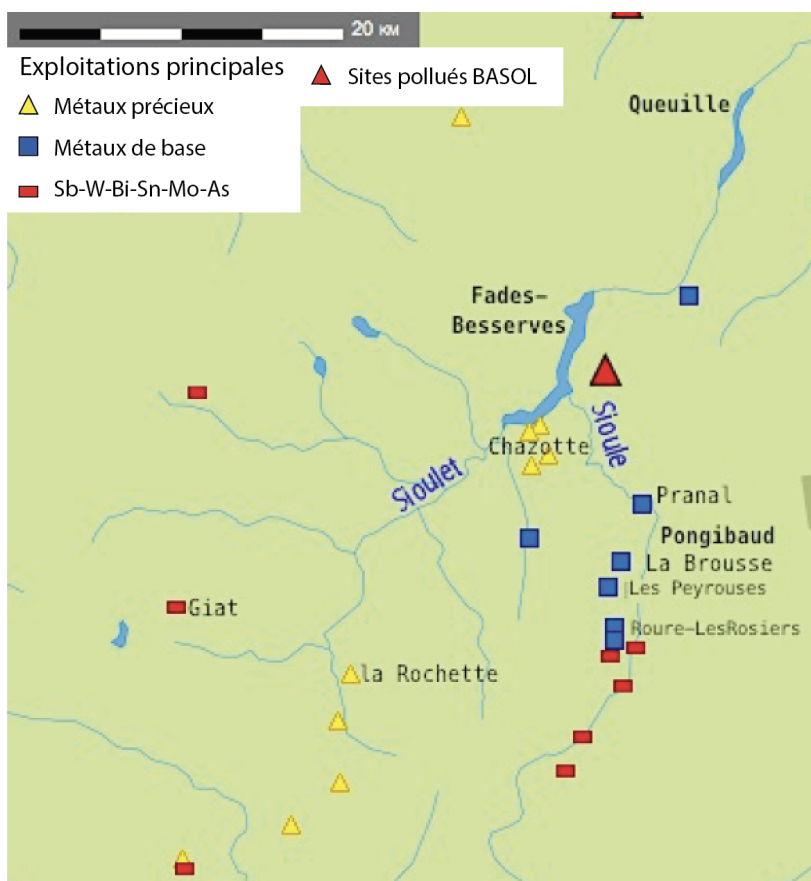 20 KM
Exploitations principales
Sites pollués BASOL
Métaux précieux
Métaux de base
Sb-W-Bi-Sn-Mo-As
Queuille
Fades-
Besserves
Chazotte
Sioule
Sioulet
Pranal
Pongibaud
La Brousse
Les Peyrouses
Giat
Roure-LesRosiers
la Rochette